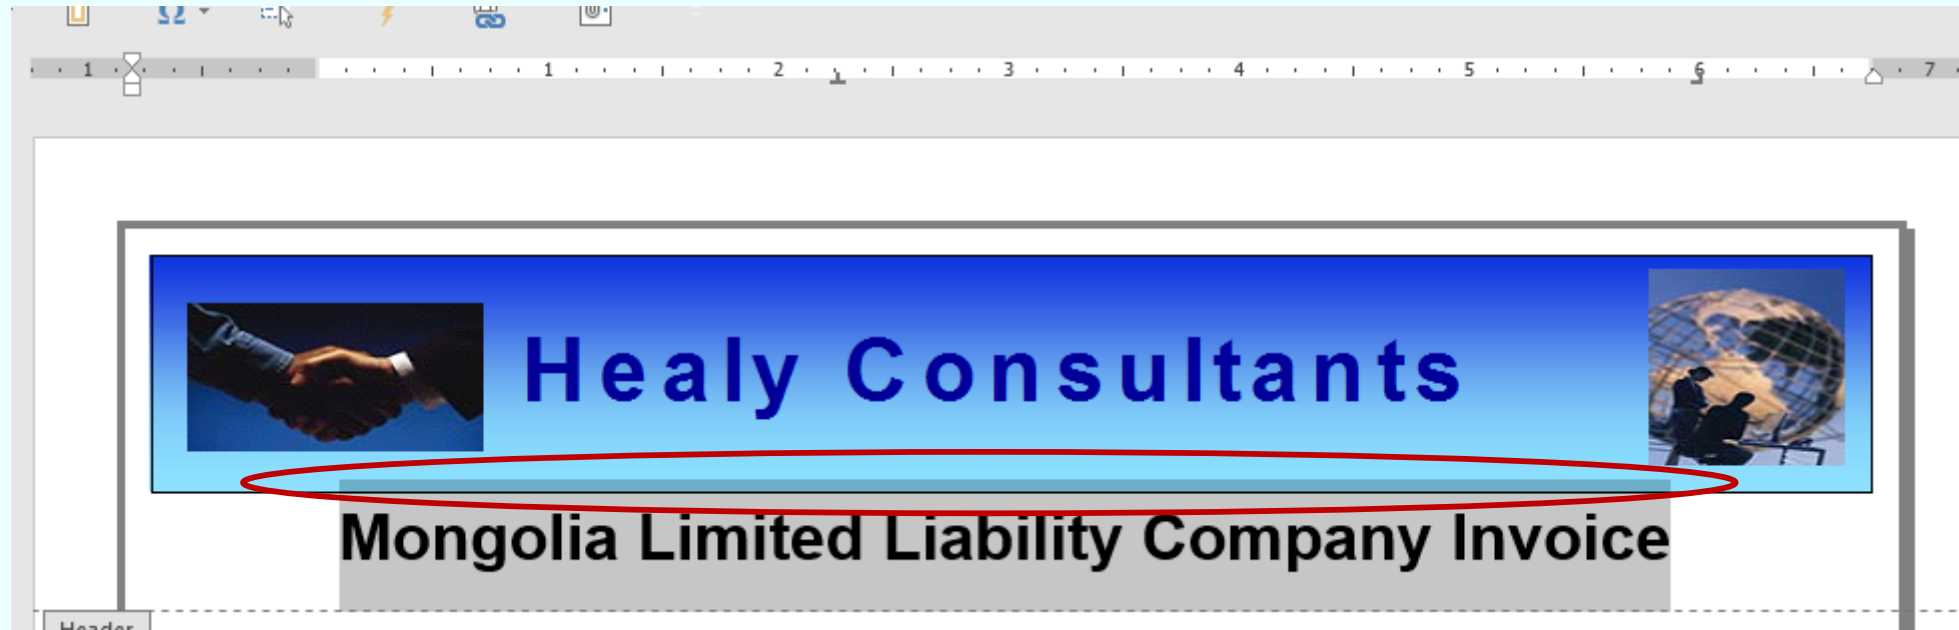 1 1 2 3 4 5 6 7
Healy Consultants
Mongolia Limited Liability Company Invoice
Header